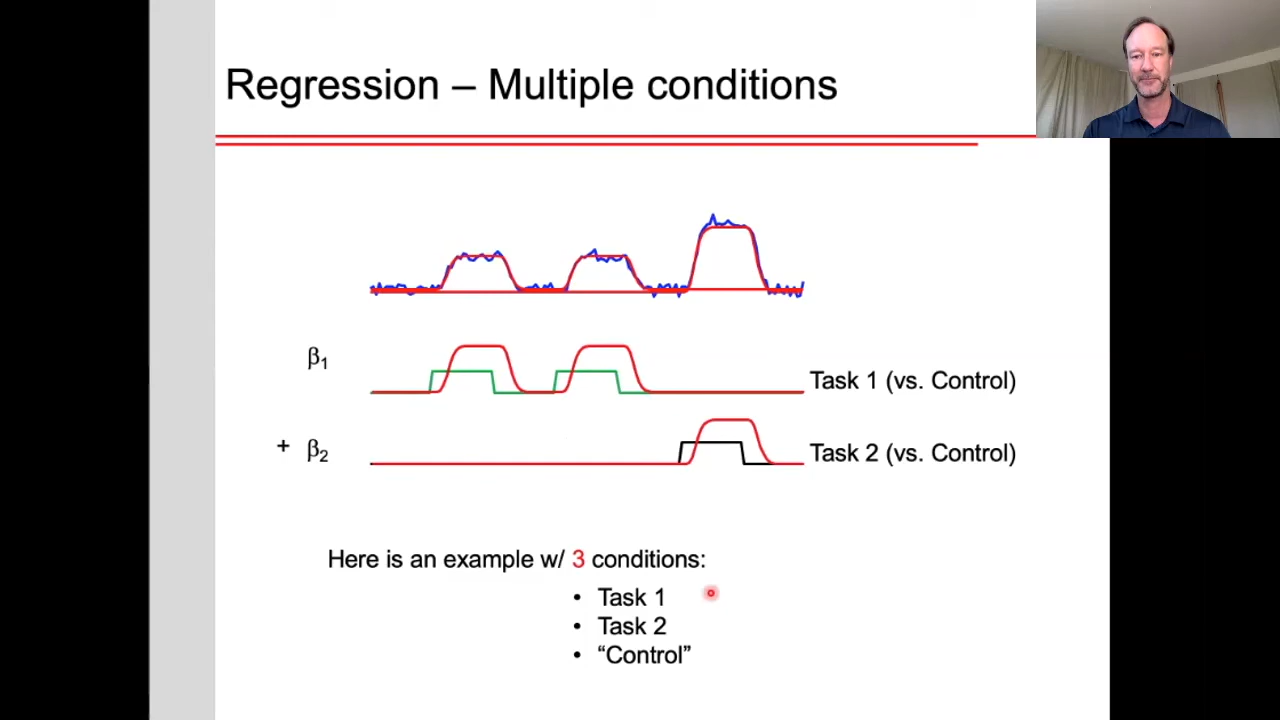 Regression – Multiple conditions
β1
Task 1 (vs. Control)
+ β2
Task 2 (vs. Control)
Here is an example w/ 3 conditions:
• Task 1
• Task 2
• “Control”